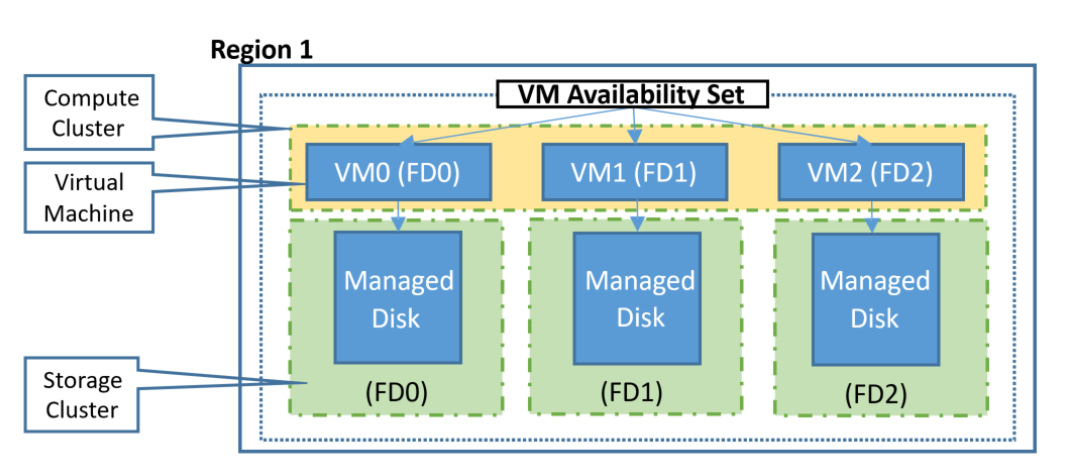 Region 1
VM Availability Set
Compute
Cluster
VM0 (FD0)
VM1 (FD1)
VM2 (FD2)
Virtual
Machine
Managed
Disk
Managed
Disk
Managed
Disk
Storage
Cluster
(FD0)
(FD1)
(FD2)